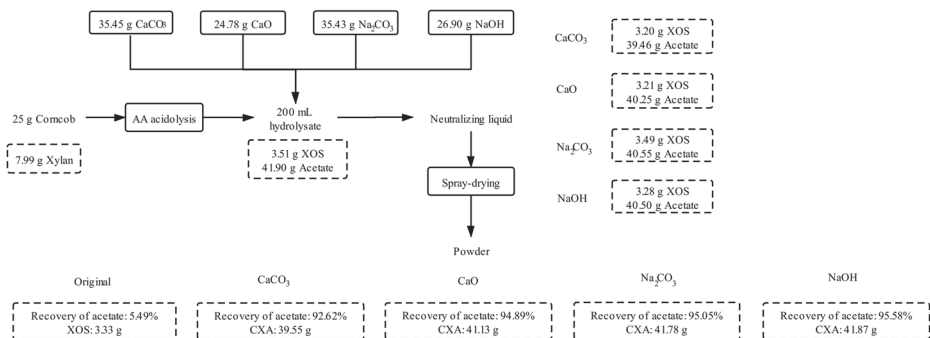 35.45 g CaCO3
24.78 g CaO
35.43 g Na2CO3
26.90 g NaOH
25 g Corncob
7.99 g Xylan
AA acidolysis
200 mL
hydrolysate
3.51 g XOS
41.90 g Acetate
Neutralizing liquid
Spray-drying
Powder
CaCO3
3.20 g XOS
39.46 g Acetate
CaO
3.21 g XOS
40.25 g Acetate
Na2CO3
3.49 g XOS
40.55 g Acetate
NaOH
3.28 g XOS
40.50 g Acetate
Original
Recovery of acetate: 5.49%
XOS: 3.33 g
CaCO3
Recovery of acetate: 92.62%
CXA: 39.55 g
CaO
Recovery of acetate: 94.89%
CXA: 41.13 g
Na2CO3
Recovery of acetate: 95.05%
CXA: 41.78 g
NaOH
Recovery of acetate: 95.58%
CXA: 41.87 g